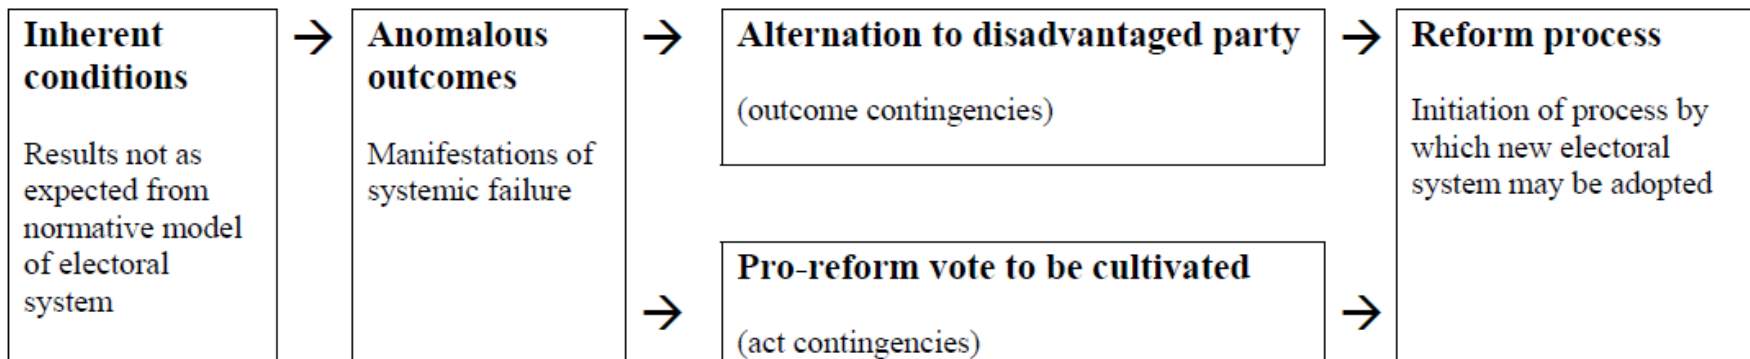 Inherent
conditions
Results not as
expected from
normative model
of electoral
system
→
Anomalous
outcomes
Manifestations of
systemic failure
→
Alternation to disadvantaged party
(outcome contingencies)
→
→
Pro-reform vote to be cultivated
(act contingencies)
→
Reform process
Initiation of process by
which new electoral
system may be adopted